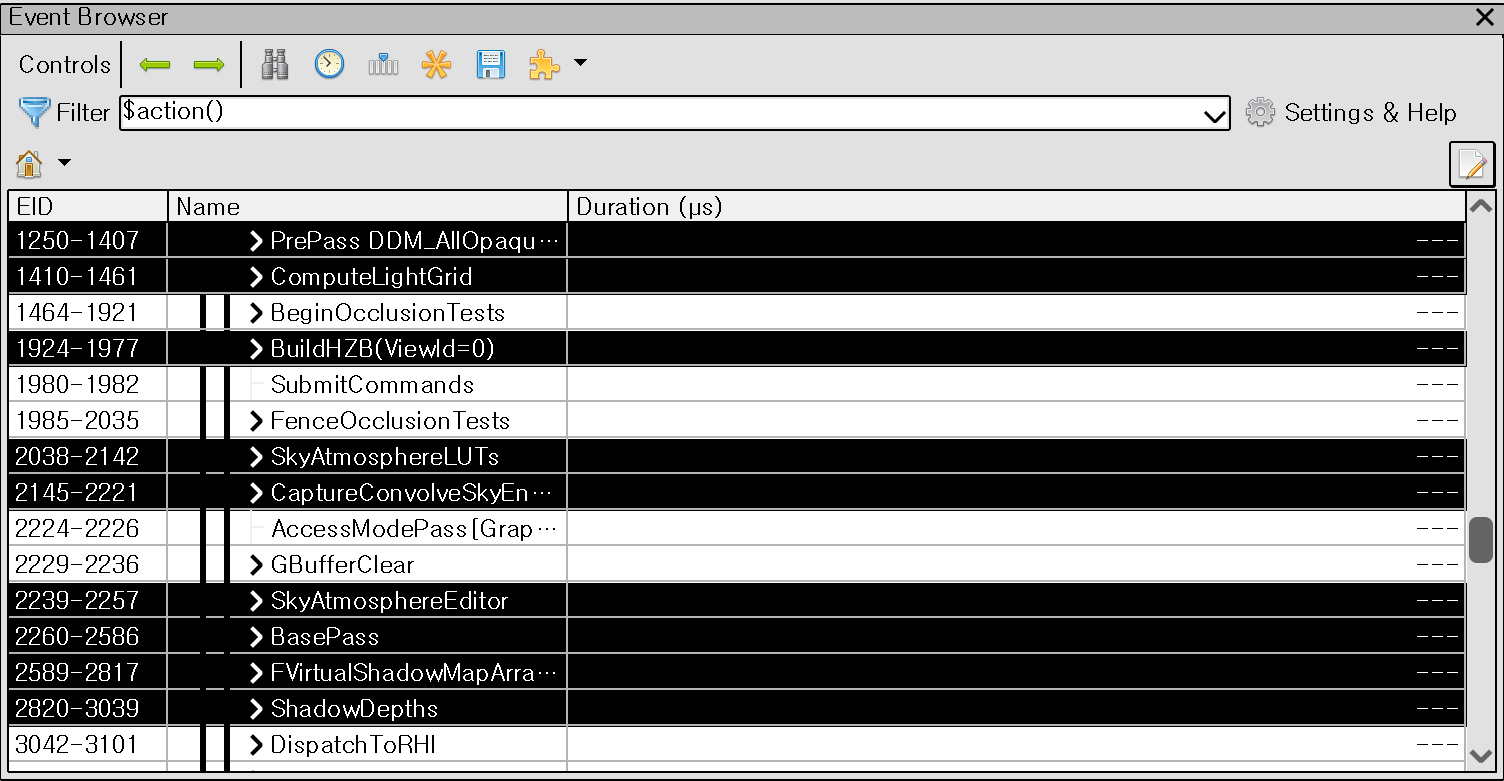 Event Browser
Controls
Filter $action() Settings & Help
EID Name Duration (µs)
1250-1407 PrePass DDM_AllOpaqu··· ---
1410-1461 ComputeLightGrid ---
1464-1921 BeginOcclusionTests ---
1924-1977 BuildHZB(ViewId=0) ---
1980-1982 SubmitCommands ---
1985-2035 FenceOcclusionTests ---
2038-2142 SkyAtmosphereLUTs ---
2145-2221 CaptureConvolveSkyEn··· ---
2224-2226 AccessModePass[Grap··· ---
2229-2236 GBufferClear ---
2239-2257 SkyAtmosphereEditor ---
2260-2586 BasePass ---
2589-2817 FVirtualShadowMapArra··· ---
2820-3039 ShadowDepths ---
3042-3101 DispatchToRHI ---